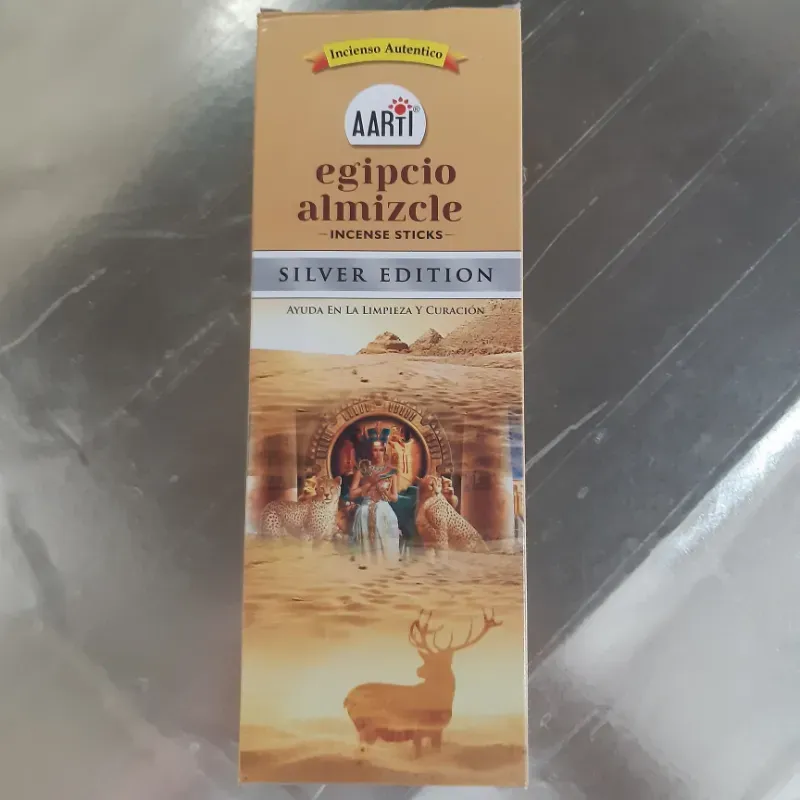 Incienso Autentico
AARTI®
egipcio
almizcle
INCENSE STICKS
SILVER EDITION
AYUDA EN LA LIMPIEZA Y CURACIÓN